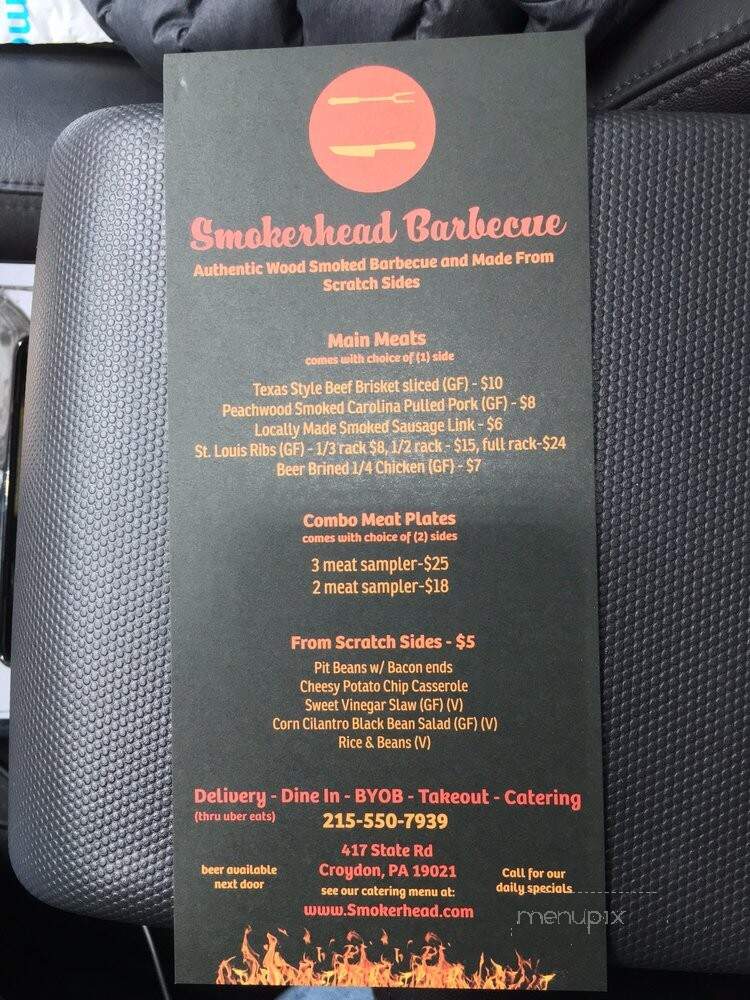 Smokerhead Barbecue
Authentic Wood Smoked Barbecue and Made From
Scratch Sides
Main Meats
comes with choice of (1) side
Texas Style Beef Brisket sliced (GF) - $10
Peachwood Smoked Carolina Pulled Pork (GF) - $8
Locally Made Smoked Sausage Link - $6
St. Louis Ribs (GF) - 1/3 rack $8, 1/2 rack - $15, full rack-$24
Beer Brined 1/4 Chicken (GF) - $7
Combo Meat Plates
comes with choice of (2) sides
3 meat sampler-$25
2 meat sampler-$18
From Scratch Sides - $5
Pit Beans w/ Bacon ends
Cheesy Potato Chip Casserole
Sweet Vinegar Slaw (GF) (V)
Corn Cilantro Black Bean Salad (GF) (V)
Rice & Beans (V)
Delivery - Dine In - BYOB - Takeout - Catering
(thru uber eats)
215-550-7939
417 State Rd
Croydon, PA 19021
beer available
next door
see our catering menu at:
www.Smokerhead.com
Call for our
daily specials
menupix